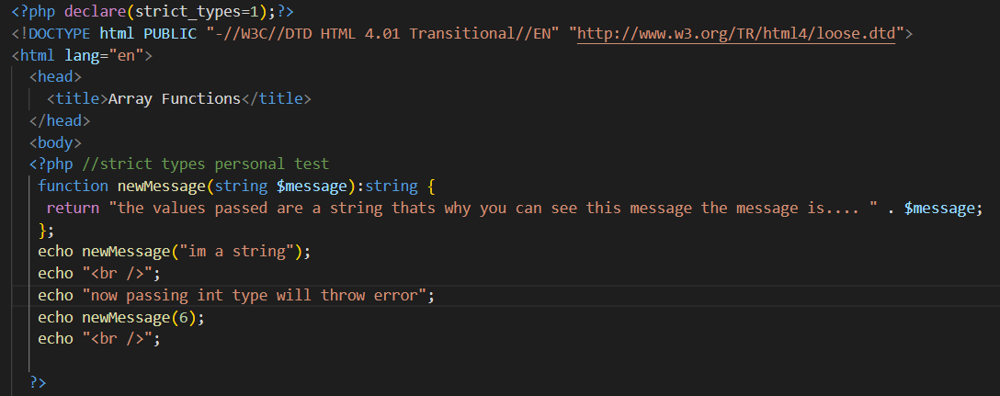 <?php declare(strict_types=1);?>
<!DOCTYPE html PUBLIC "-//W3C//DTD HTML 4.01 Transitional//EN" "http://www.w3.org/TR/html4/loose.dtd">
<html lang="en">
<head>
<title>Array Functions</title>
</head>
<body>
<?php //strict types personal test
function newMessage(string $message):string {
return "the values passed are a string thats why you can see this message the message is.... " . $message;
};
echo newMessage("im a string");
echo "<br />";
echo "now passing int type will throw error";
echo newMessage(6);
echo "<br />";
?>